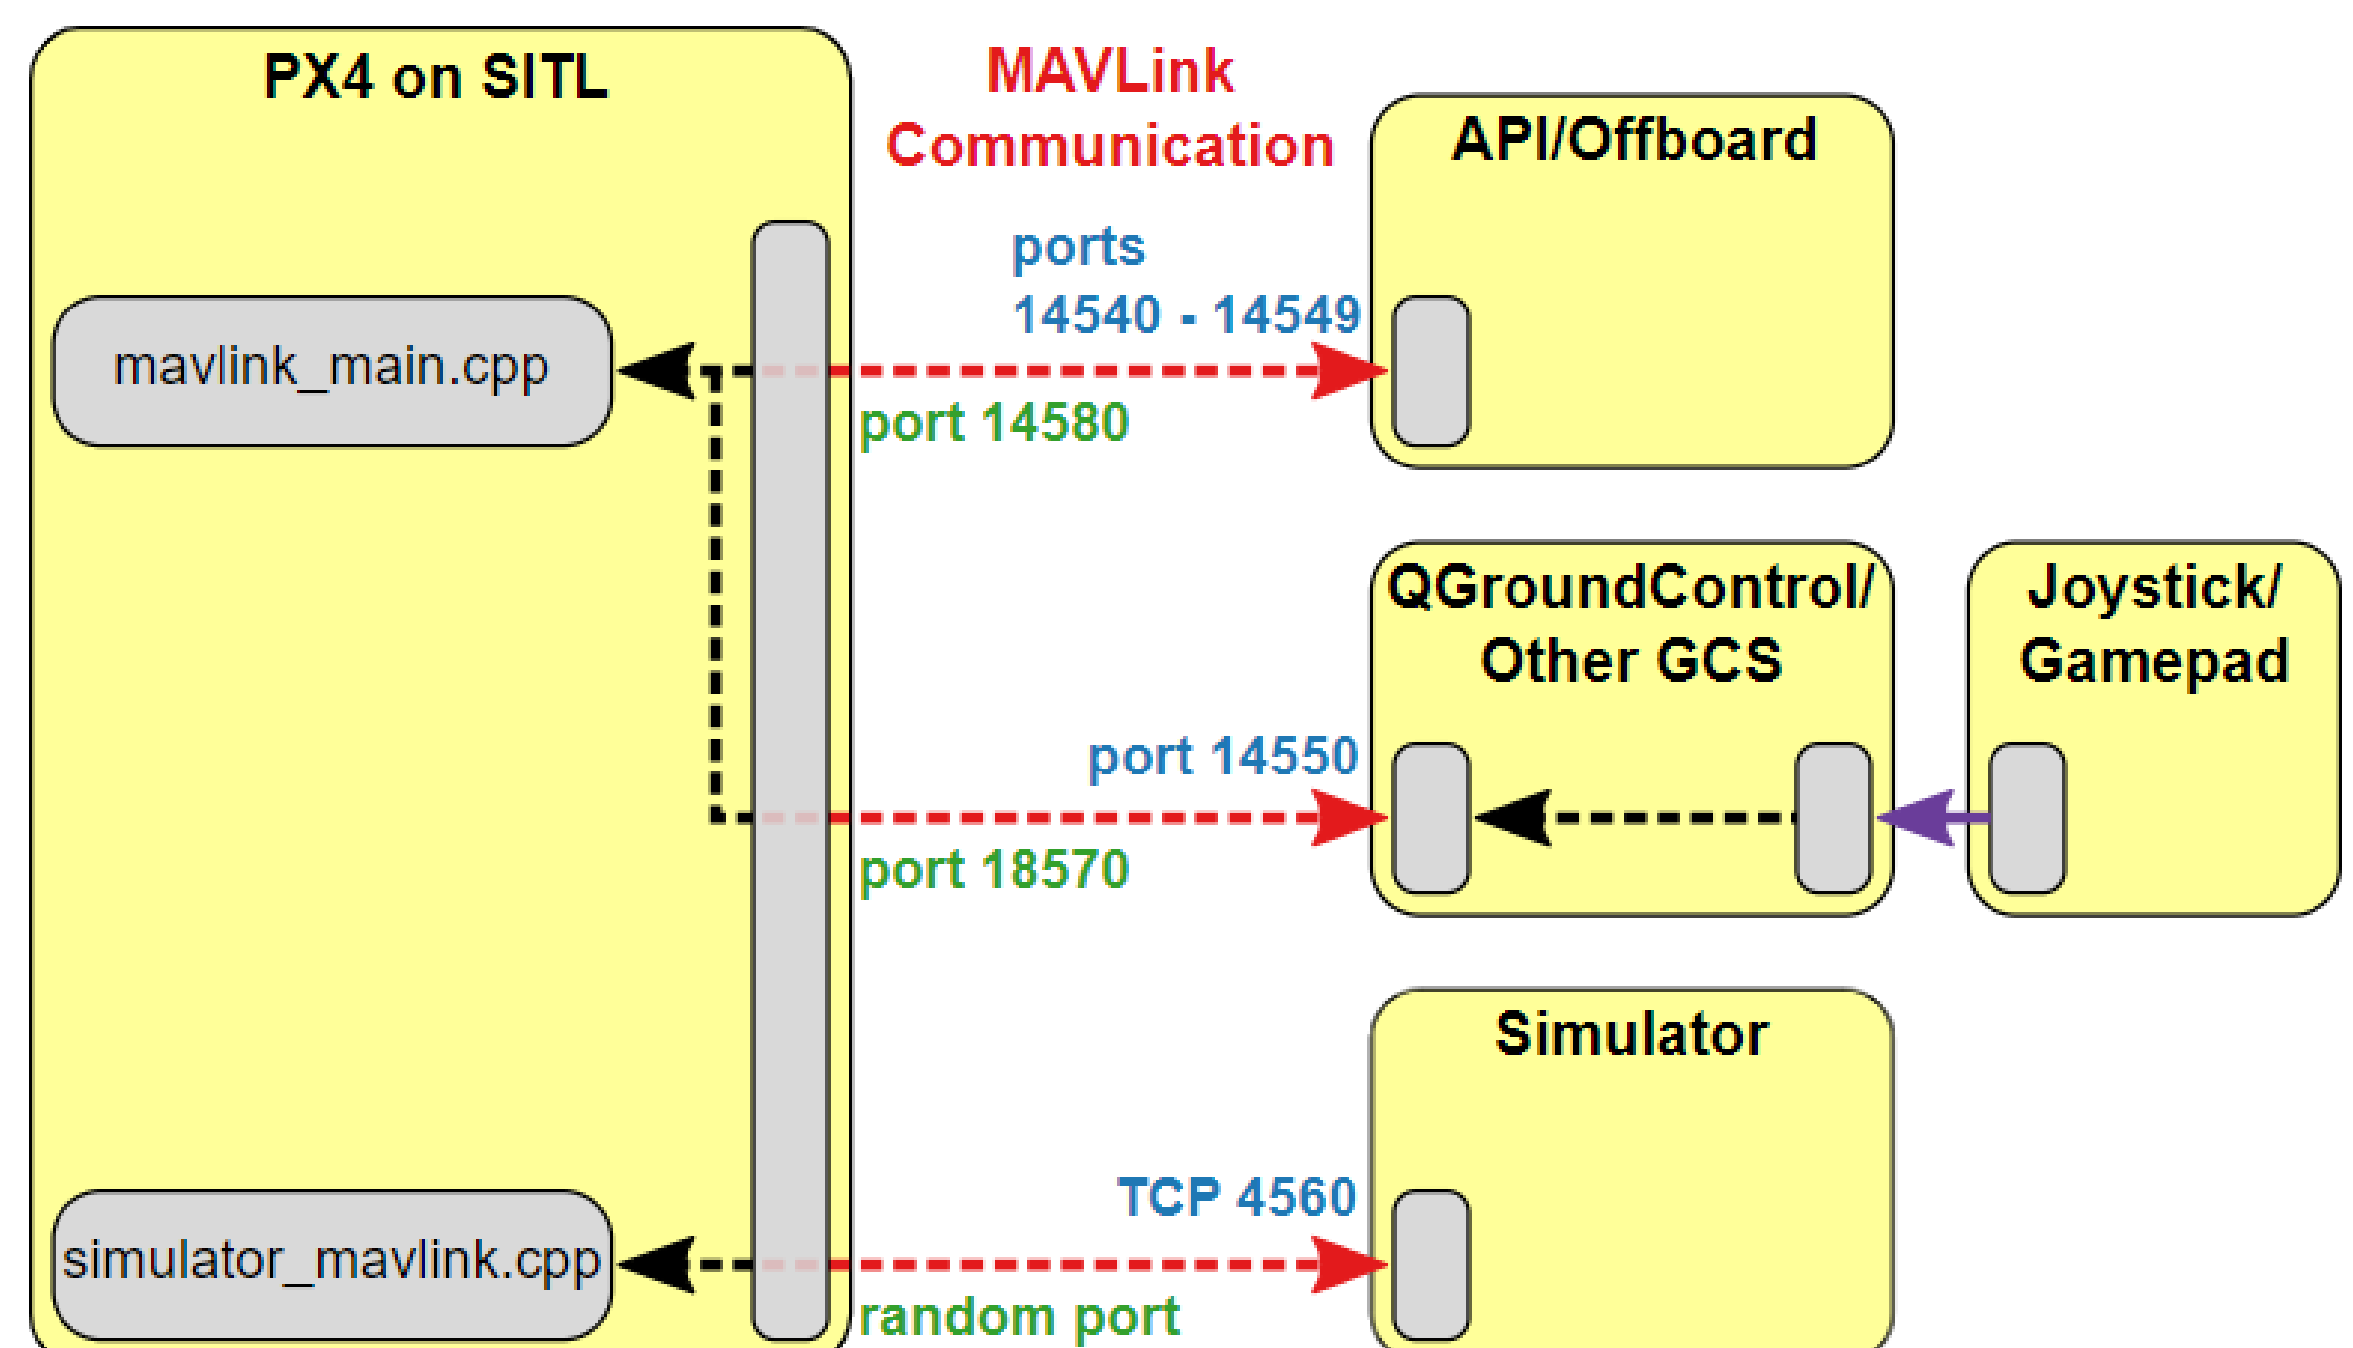 PX4 on SITL
MAVLink
Communication
API/Offboard
ports
14540 - 14549
mavlink_main.cpp
port 14580
QGroundControl/
Other GCS
Joystick/
Gamepad
port 14550
port 18570
Simulator
TCP 4560
simulator_mavlink.cpp
random port